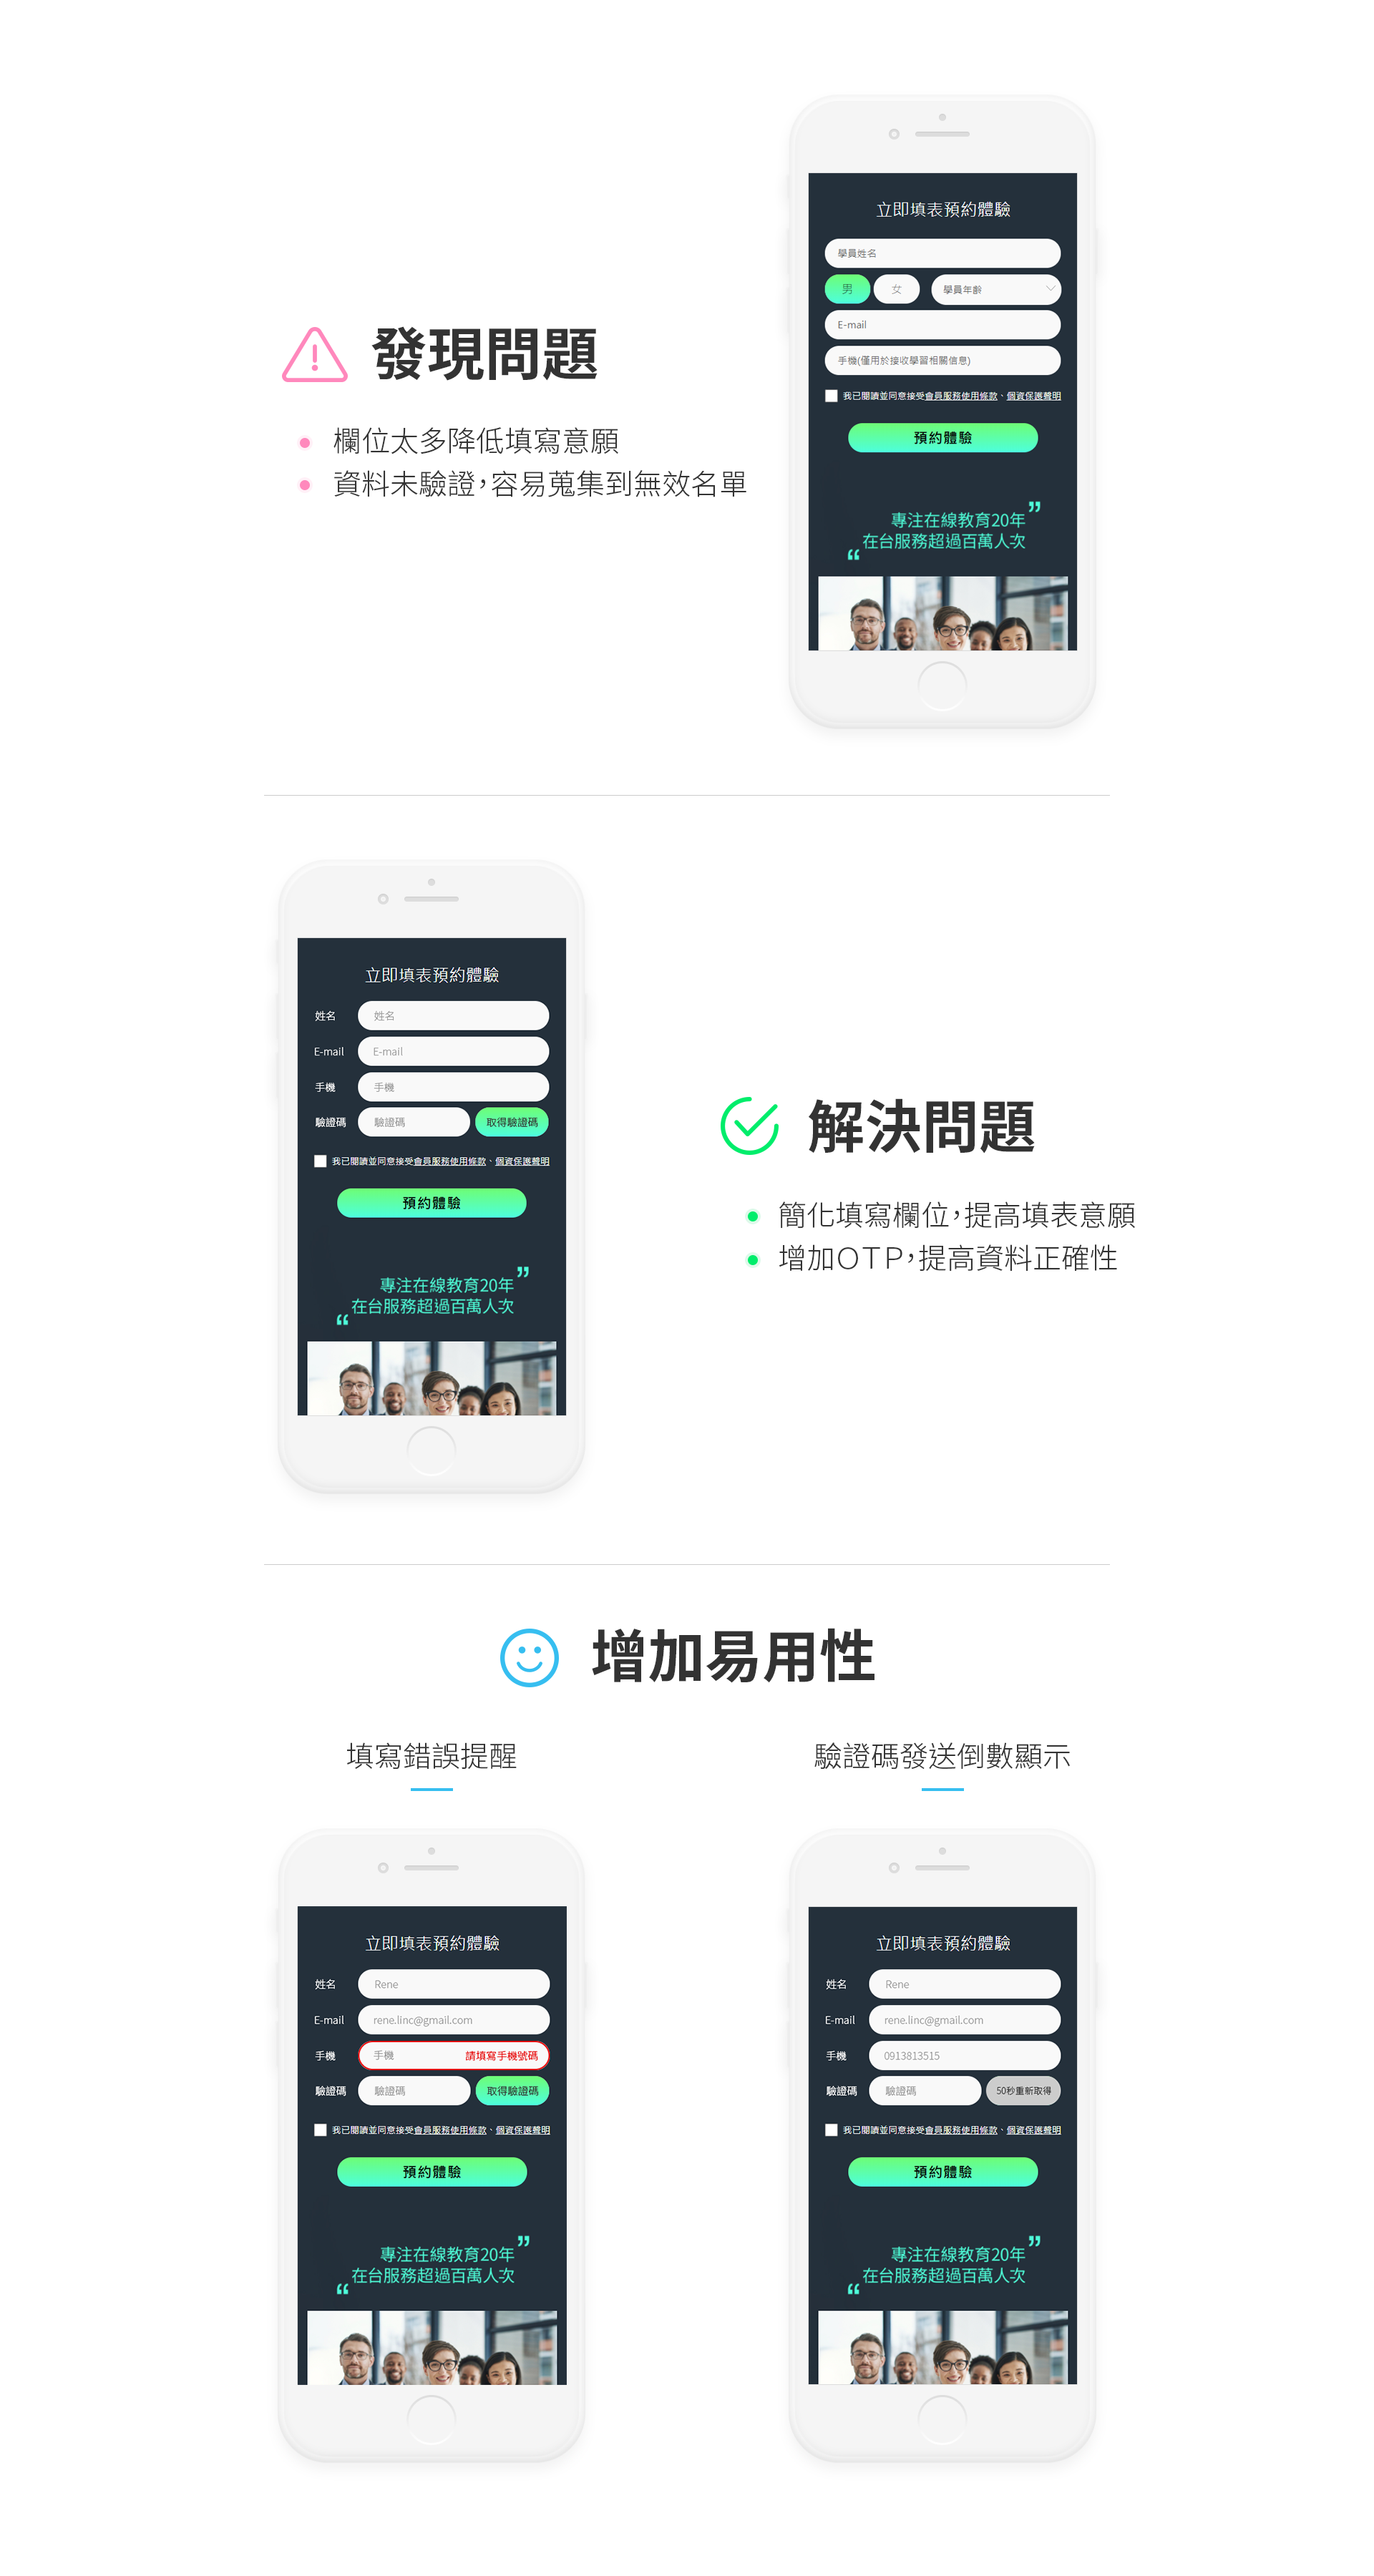 發現問題
欄位太多降低填寫意願
資料未驗證，容易蒐集到無效名單
立即填表預約體驗
學員姓名
男 女 學員年齡
E-mail
手機(僅用於接收學習相關信息)
我已閱讀並同意接受會員服務使用條款、個資保護聲明
預約體驗
專注在線教育20年”
“在台服務超過百萬人次
立即填表預約體驗
姓名 姓名
E-mail E-mail
手機 手機
驗證碼 驗證碼 取得驗證碼
我已閱讀並同意接受會員服務使用條款、個資保護聲明
預約體驗
專注在線教育20年”
“在台服務超過百萬人次
解決問題
簡化填寫欄位，提高填表意願
增加OTP，提高資料正確性
增加易用性
填寫錯誤提醒
立即填表預約體驗
姓名 Rene
E-mail rene.linc@gmail.com
手機 手機 請填寫手機號碼
驗證碼 驗證碼 取得驗證碼
我已閱讀並同意接受會員服務使用條款、個資保護聲明
預約體驗
專注在線教育20年”
“在台服務超過百萬人次
驗證碼發送倒數顯示
立即填表預約體驗
姓名 Rene
E-mail rene.linc@gmail.com
手機 0913813515
驗證碼 驗證碼 50秒重新取得
我已閱讀並同意接受會員服務使用條款、個資保護聲明
預約體驗
專注在線教育20年”
“在台服務超過百萬人次